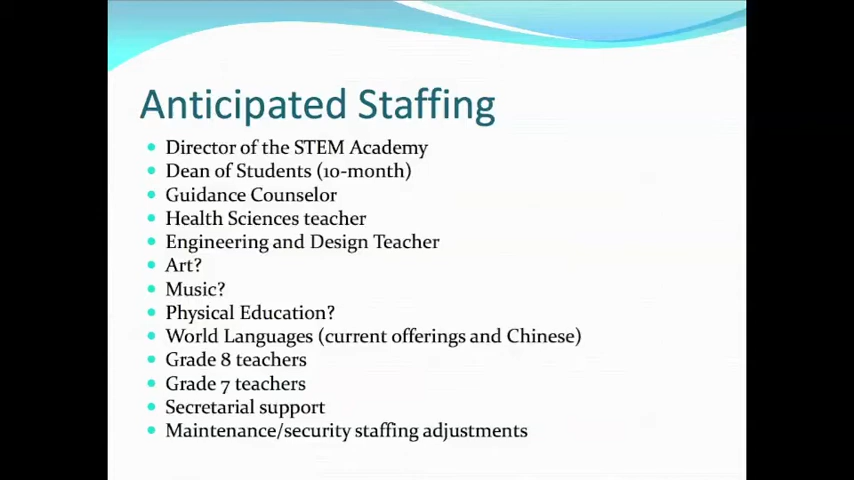 Anticipated Staffing
Director of the STEM Academy
Dean of Students (10-month)
Guidance Counselor
Health Sciences teacher
Engineering and Design Teacher
Art?
Music?
Physical Education?
World Languages (current offerings and Chinese)
Grade 8 teachers
Grade 7 teachers
Secretarial support
Maintenance/security staffing adjustments